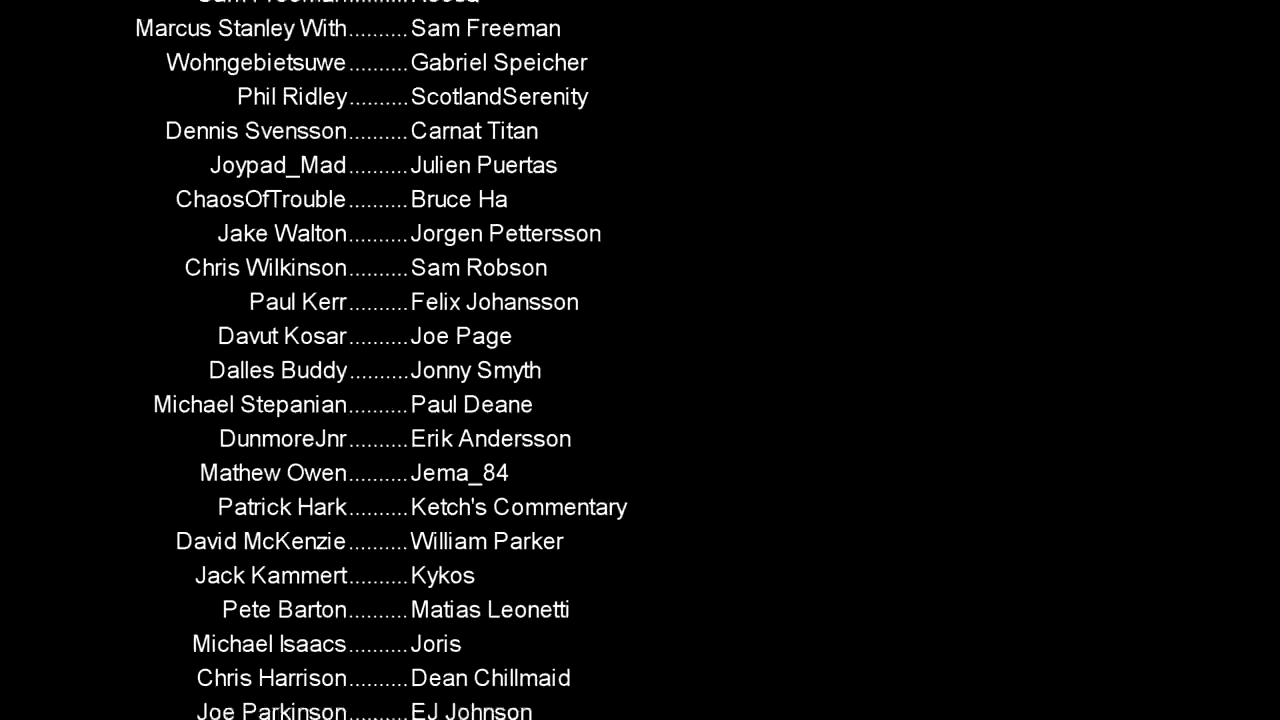 Marcus Stanley With..........Sam Freeman
Wohngebietsuwe..........Gabriel Speicher
Phil Ridley..........ScotlandSerenity
Dennis Svensson..........Carnat Titan
Joypad_Mad..........Julien Puertas
ChaosOfTrouble..........Bruce Ha
Jake Walton..........Jorgen Pettersson
Chris Wilkinson..........Sam Robson
Paul Kerr..........Felix Johansson
Davut Kosar..........Joe Page
Dalles Buddy..........Jonny Smyth
Michael Stepanian..........Paul Deane
DunmoreJnr..........Erik Andersson
Mathew Owen..........Jema_84
Patrick Hark..........Ketch's Commentary
David McKenzie..........William Parker
Jack Kammert..........Kykos
Pete Barton..........Matias Leonetti
Michael Isaacs..........Joris
Chris Harrison..........Dean Chillmaid
Joe Parkinson..........EJ Johnson